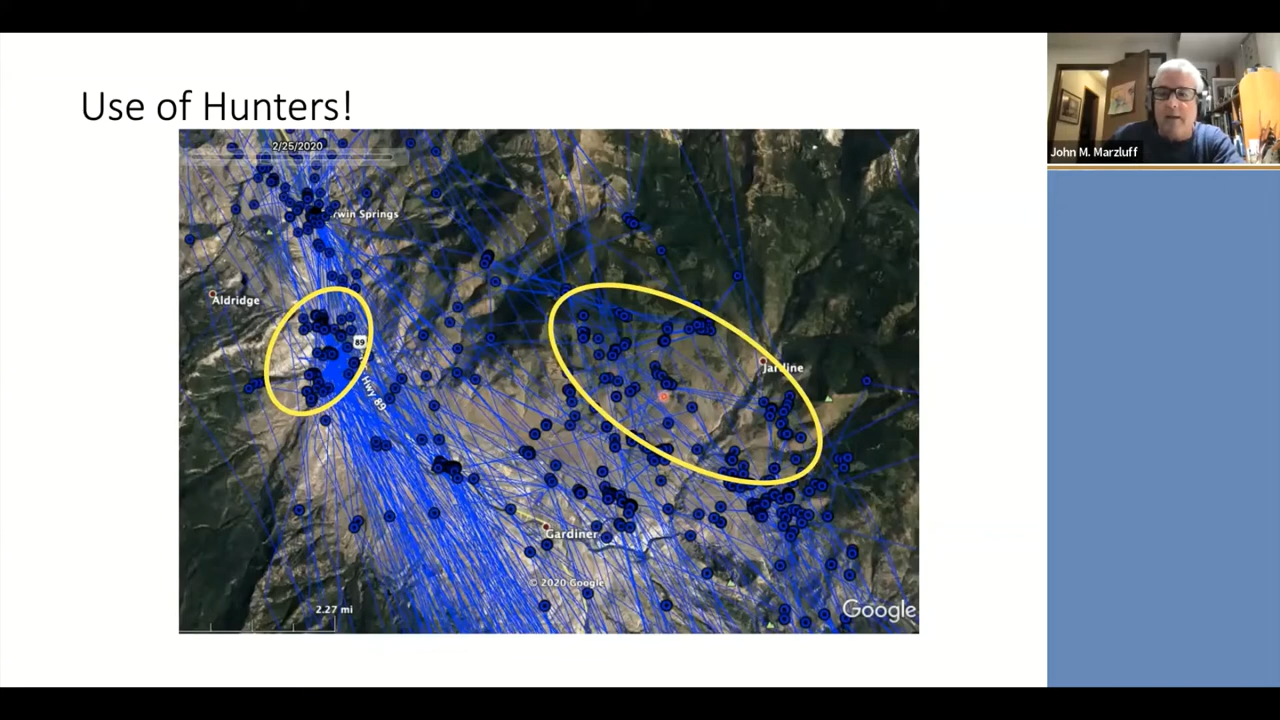 Use of Hunters!
2/25/2020
rwin Springs
Aldridge
89
Jardine
Hwy 89
Gardiner
© 2020 Google
2.27 mi
Google
John M. Marzluff